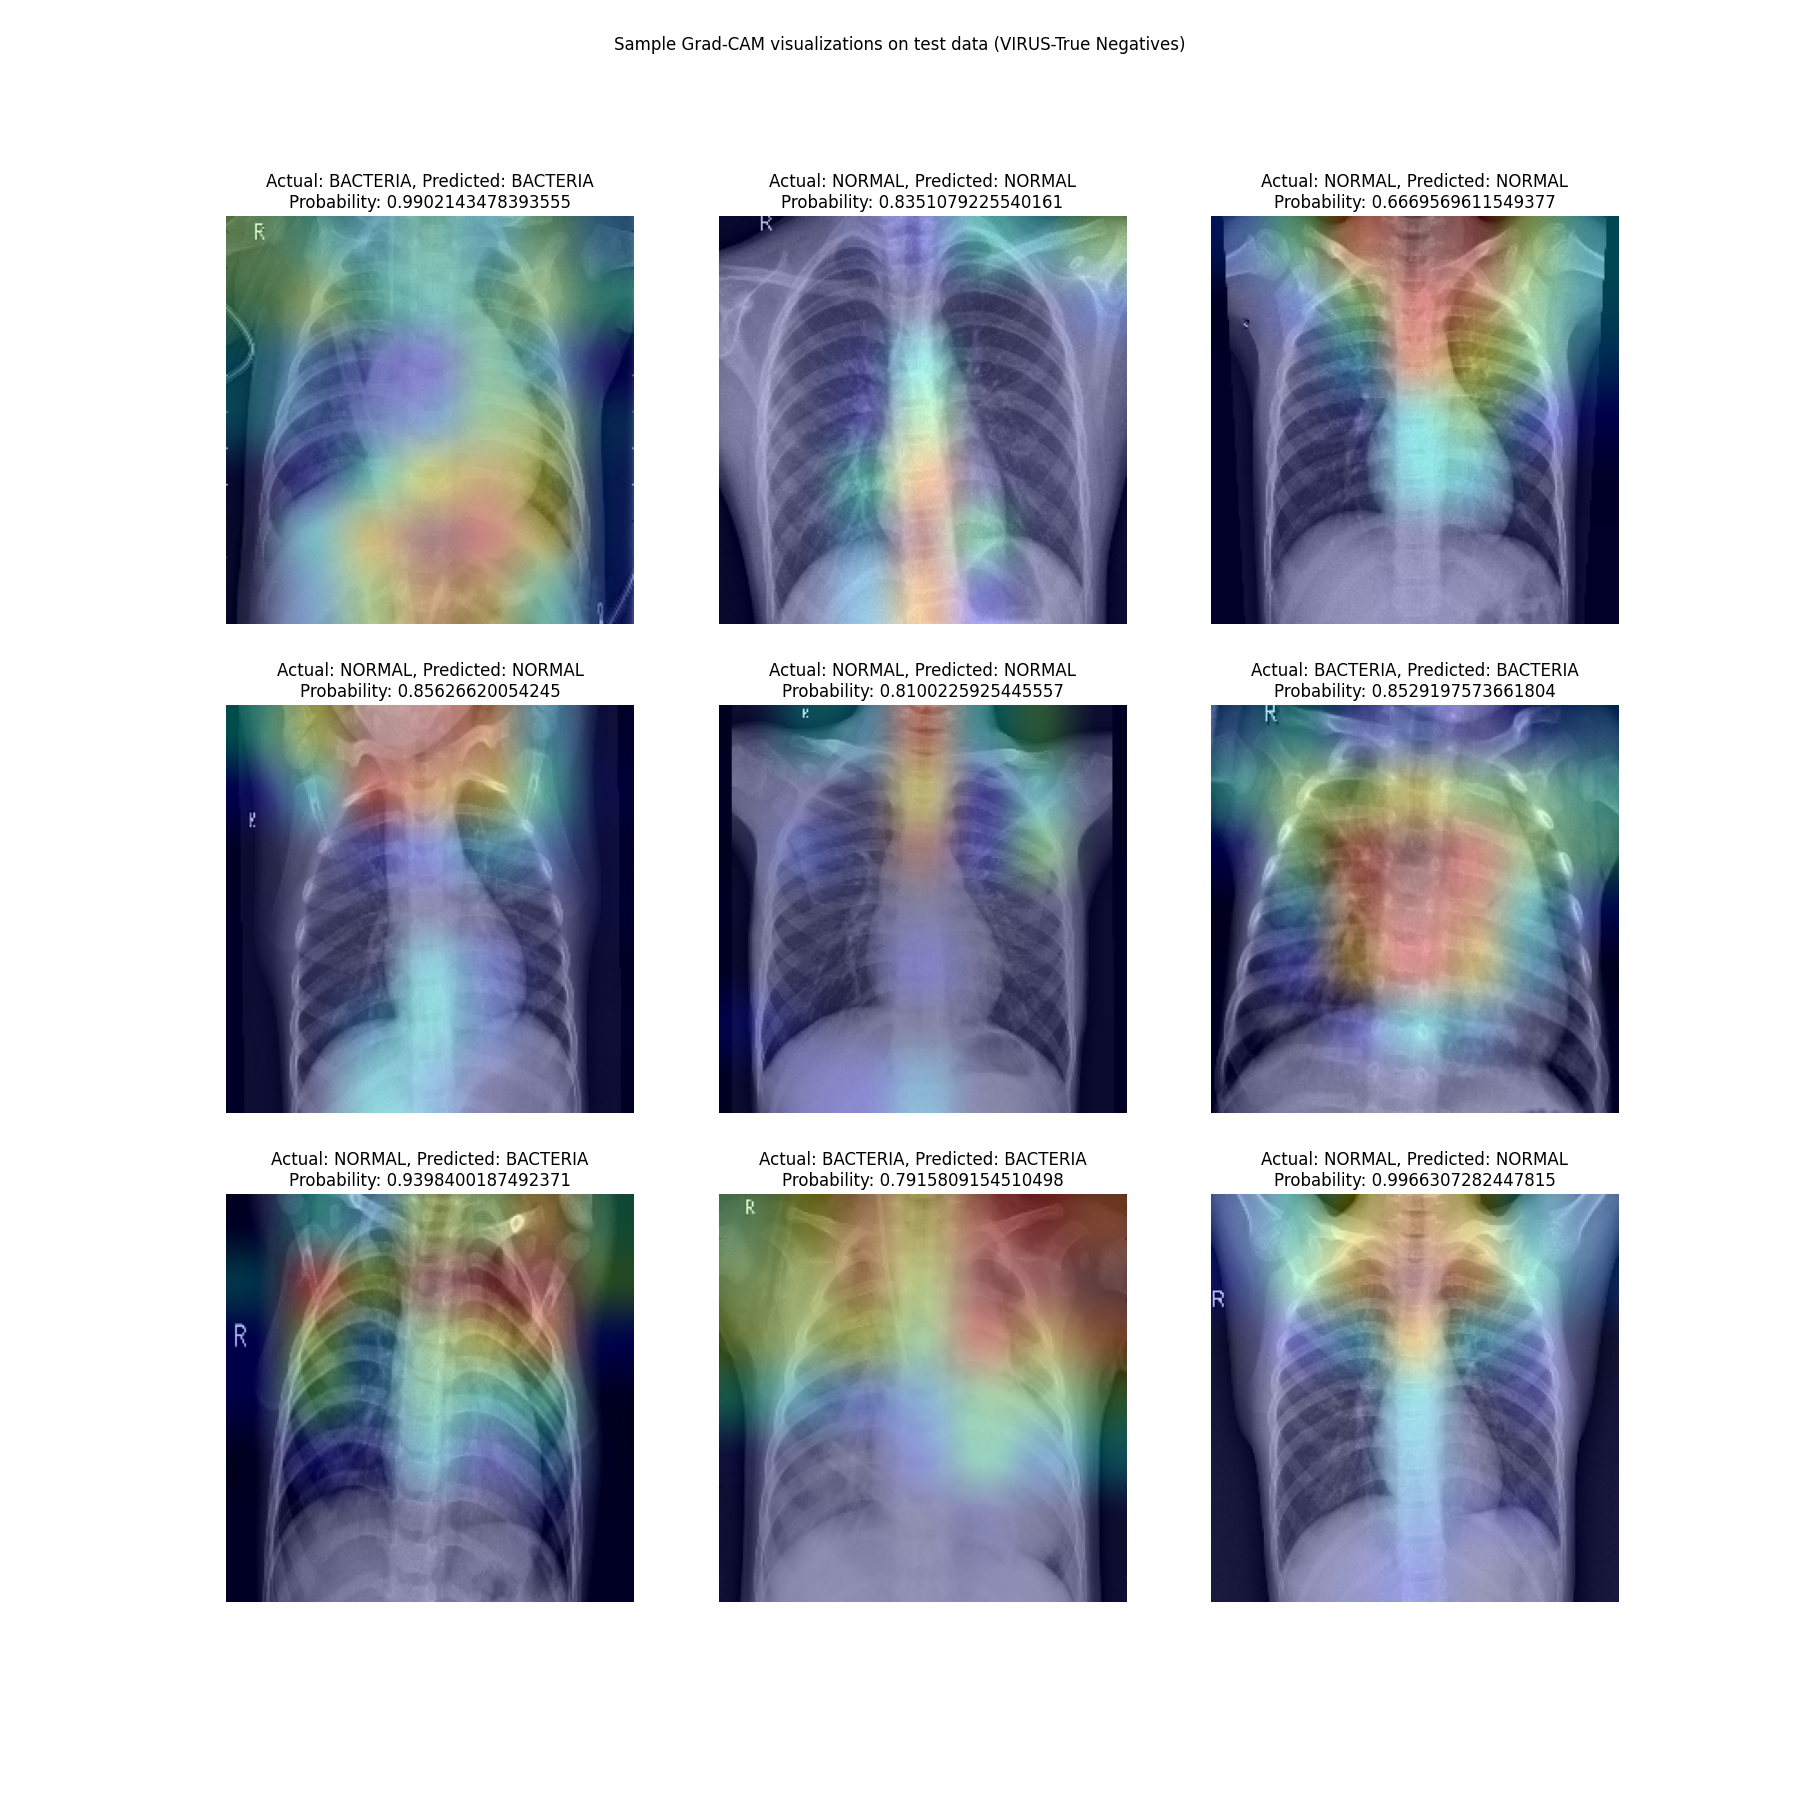 Sample Grad-CAM visualizations on test data (VIRUS-True Negatives)
Actual: BACTERIA, Predicted: BACTERIA
Probability: 0.9902143478393555
R
Actual: NORMAL, Predicted: NORMAL
Probability: 0.8351079225540161
R
Actual: NORMAL, Predicted: NORMAL
Probability: 0.6669569611549377
Actual: NORMAL, Predicted: NORMAL
Probability: 0.85626620054245
Actual: NORMAL, Predicted: NORMAL
Probability: 0.8100225925445557
Actual: BACTERIA, Predicted: BACTERIA
Probability: 0.8529197573661804
R
Actual: NORMAL, Predicted: BACTERIA
Probability: 0.9398400187492371
R
Actual: BACTERIA, Predicted: BACTERIA
Probability: 0.7915809154510498
R
Actual: NORMAL, Predicted: NORMAL
Probability: 0.9966307282447815
R